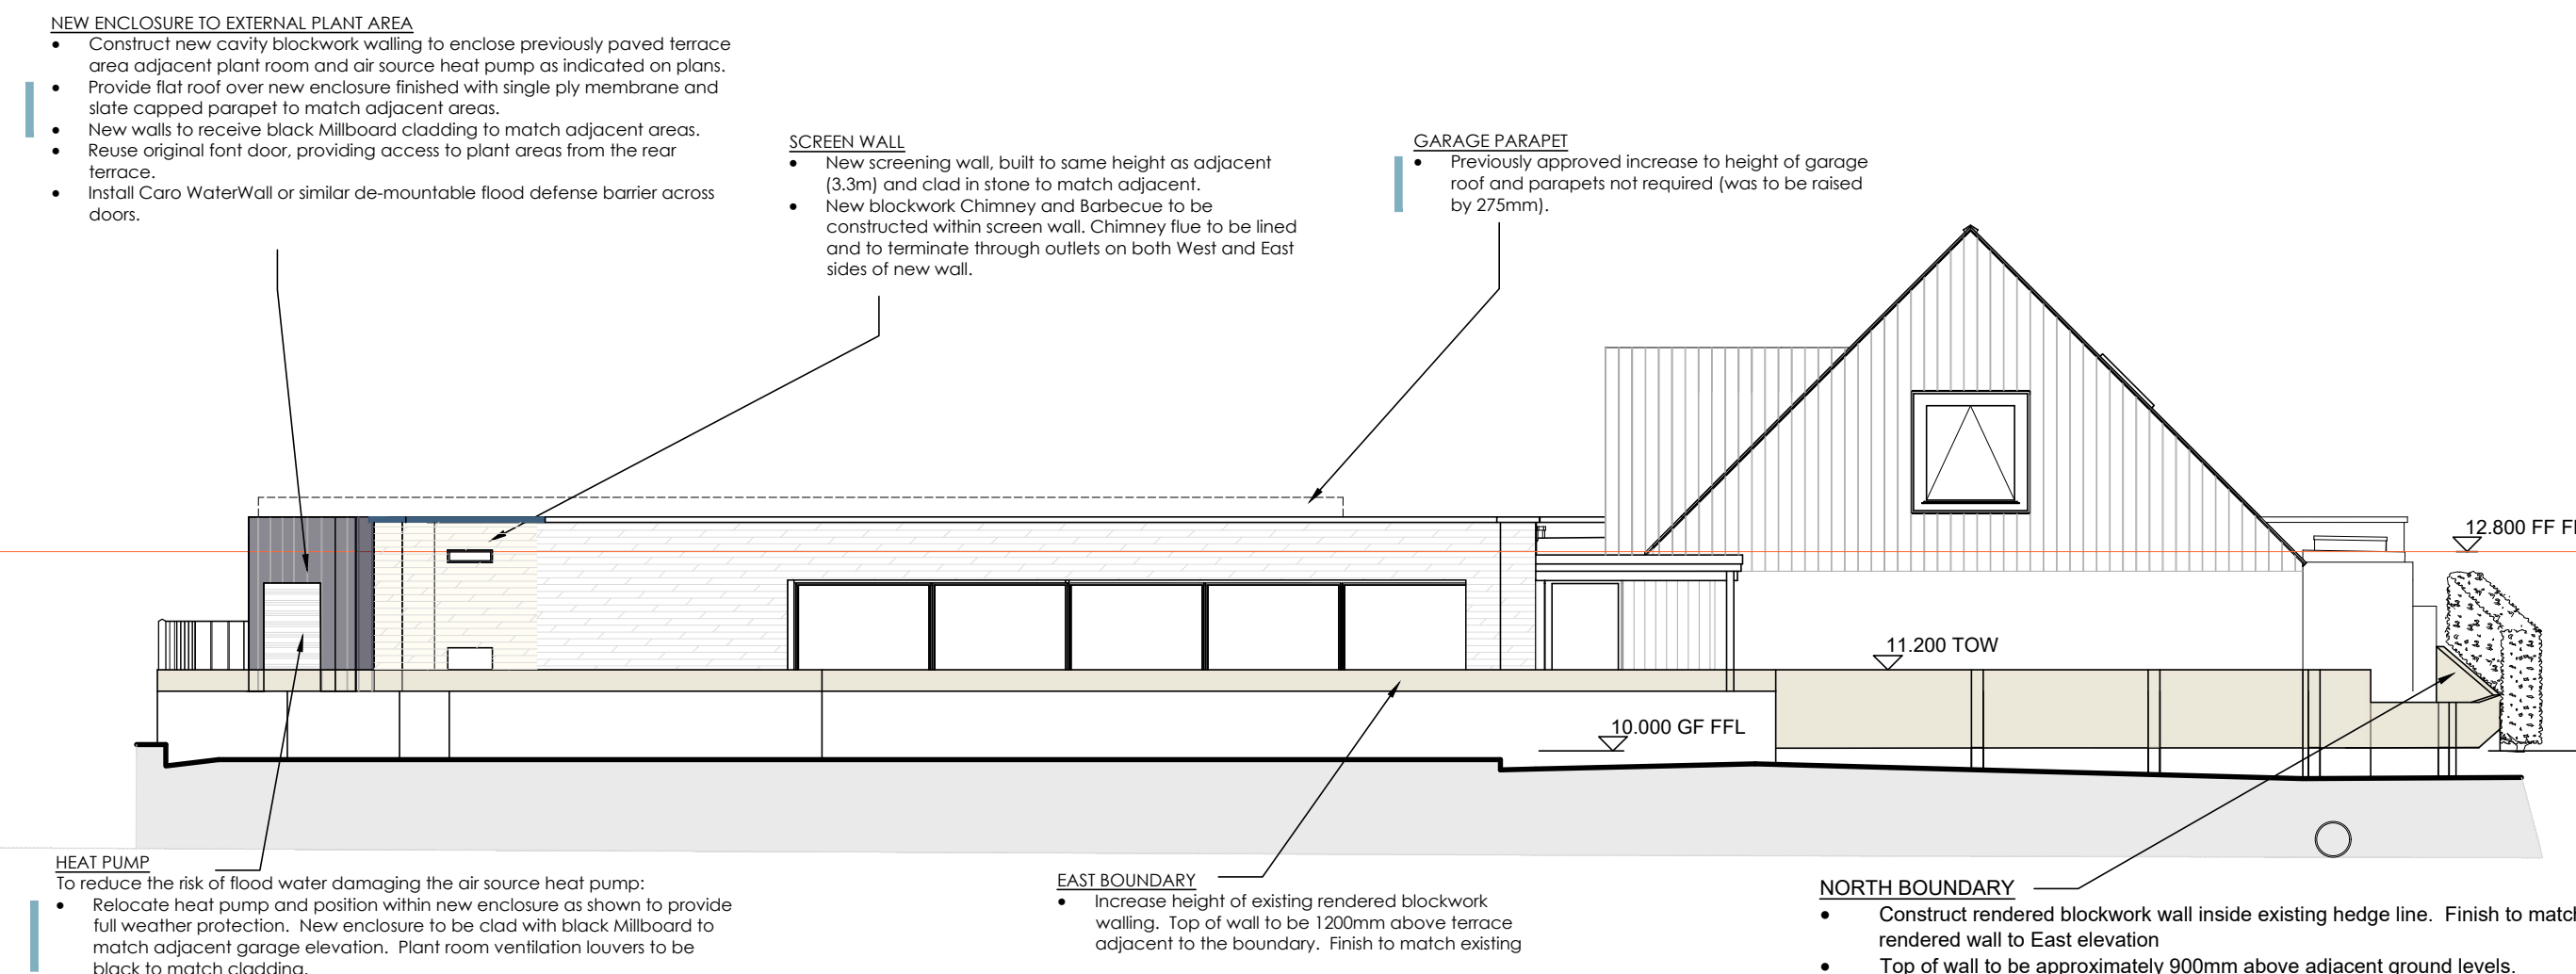 NEW ENCLOSURE TO EXTERNAL PLANT AREA
• Construct new cavity blockwork walling to enclose previously paved terrace
area adjacent plant room and air source heat pump as indicated on plans.
• Provide flat roof over new enclosure finished with single ply membrane and
slate capped parapet to match adjacent areas.
• New walls to receive black Millboard cladding to match adjacent areas.
• Reuse original font door, providing access to plant areas from the rear
terrace.
• Install Caro WaterWall or similar de-mountable flood defense barrier across
doors.
SCREEN WALL
• New screening wall, built to same height as adjacent
(3.3m) and clad in stone to match adjacent.
• New blockwork Chimney and Barbecue to be
constructed within screen wall. Chimney flue to be lined
and to terminate through outlets on both West and East
sides of new wall.
GARAGE PARAPET
• Previously approved increase to height of garage
roof and parapets not required (was to be raised
by 275mm).
12.800 FF
11.200 TOW
10.000 GF FFL
HEAT PUMP
To reduce the risk of flood water damaging the air source heat pump:
• Relocate heat pump and position within new enclosure as shown to provide
full weather protection. New enclosure to be clad with black Millboard to
match adjacent garage elevation. Plant room ventilation louvers to be
black to match cladding.
EAST BOUNDARY
• Increase height of existing rendered blockwork
walling. Top of wall to be 1200mm above terrace
adjacent to the boundary. Finish to match existing
NORTH BOUNDARY
• Construct rendered blockwork wall inside existing hedge line. Finish to match
rendered wall to East elevation
• Top of wall to be approximately 900mm above adjacent ground levels.